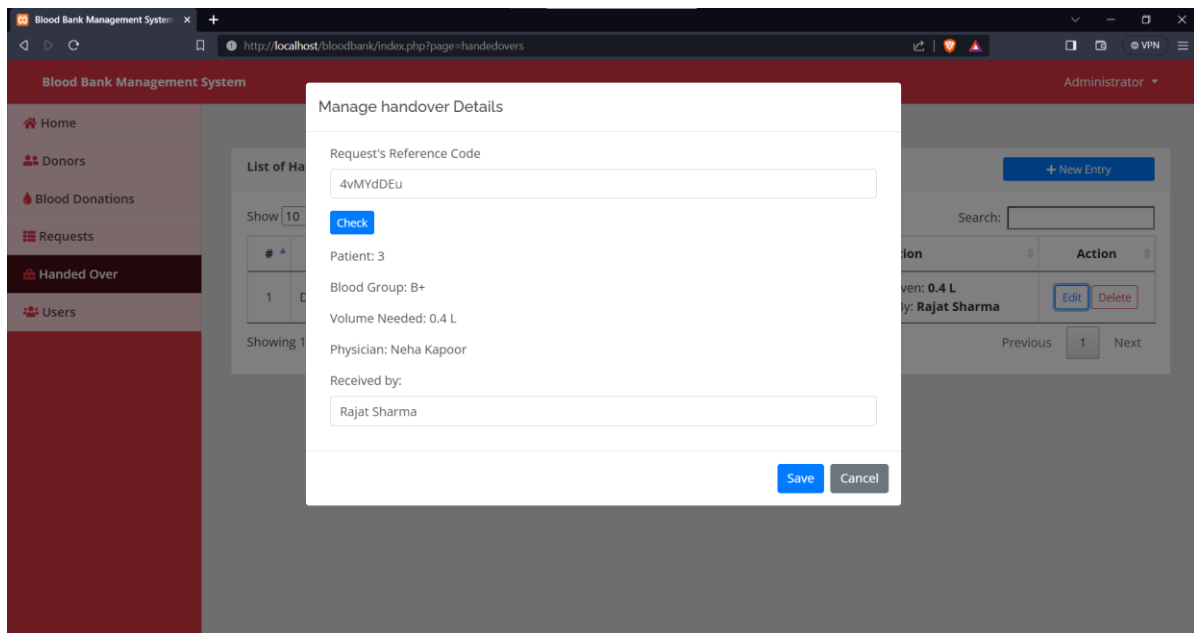 Blood Bank Management System
http://localhost/bloodbank/index.php?page=handedovers
VPN
Blood Bank Management System
Administrator
Home
Donors
Blood Donations
Requests
Handed Over
Users
List of Ha
+ New Entry
Show 10
Search:
#
tion
Action
1
D
ven: 0.4 L
By: Rajat Sharma
Edit Delete
Showing 1
Previous 1 Next
Manage handover Details
Request's Reference Code
4vMYdDEu
Check
Patient: 3
Blood Group: B+
Volume Needed: 0.4 L
Physician: Neha Kapoor
Received by:
Rajat Sharma
Save Cancel